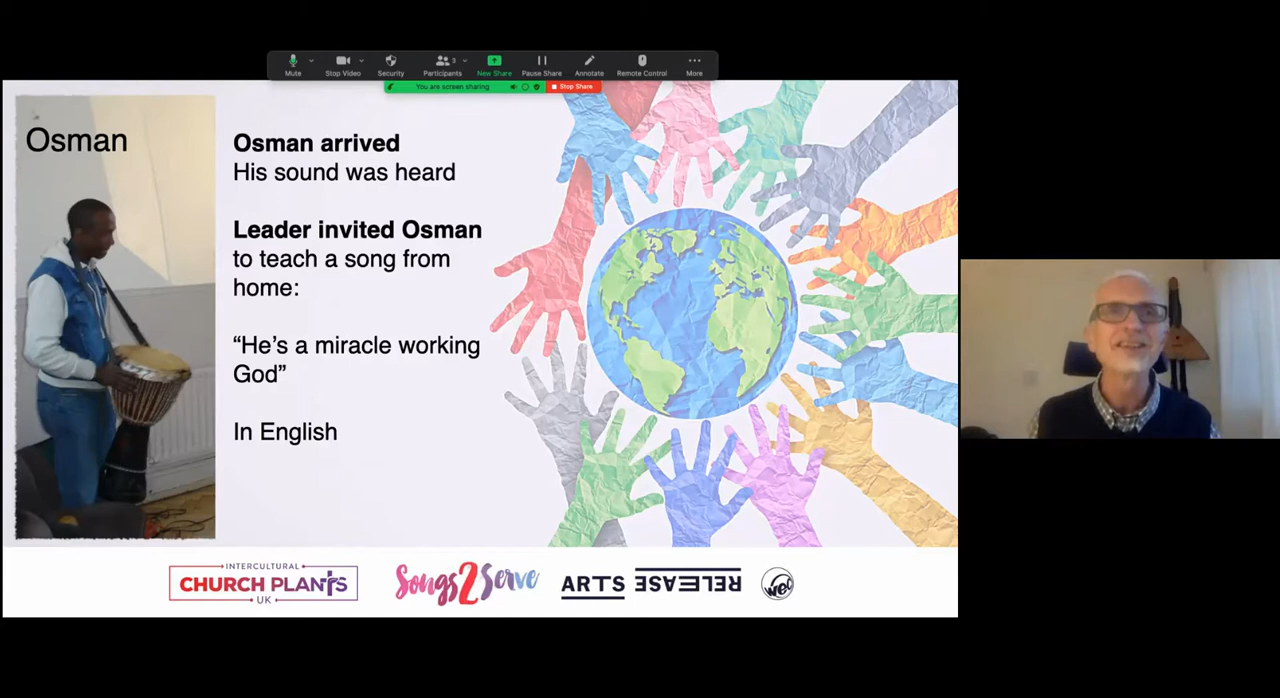 Mute
Stop Video
Security
Participants
3
New Share
Pause Share
Annotate
Remote Control
More
You are screen sharing
Stop Share
Osman
Osman arrived
His sound was heard
Leader invited Osman
to teach a song from
home:
“He’s a miracle working
God”
In English
INTERCULTURAL
CHURCH PLANTS
UK
Songs2Serve
ARTS RELEASE
wec